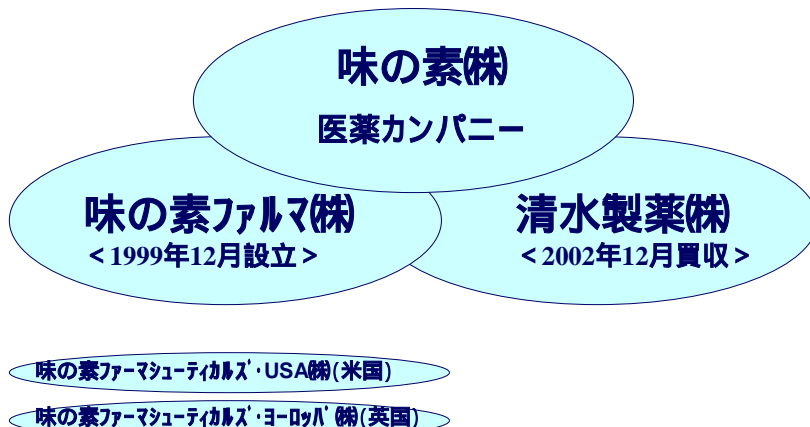 味の素㈱
医薬カンパニー
味の素ﾌｧﾙﾏ㈱
＜1999年12月設立＞
清水製薬㈱
＜2002年12月買収＞
味の素ﾌｧｰﾏｼｭｰﾃｨｶﾙｽﾞ･USA㈱(米国)
味の素ﾌｧｰﾏｼｭｰﾃｨｶﾙｽﾞ･ﾖｰﾛｯﾊﾟ㈱(英国)